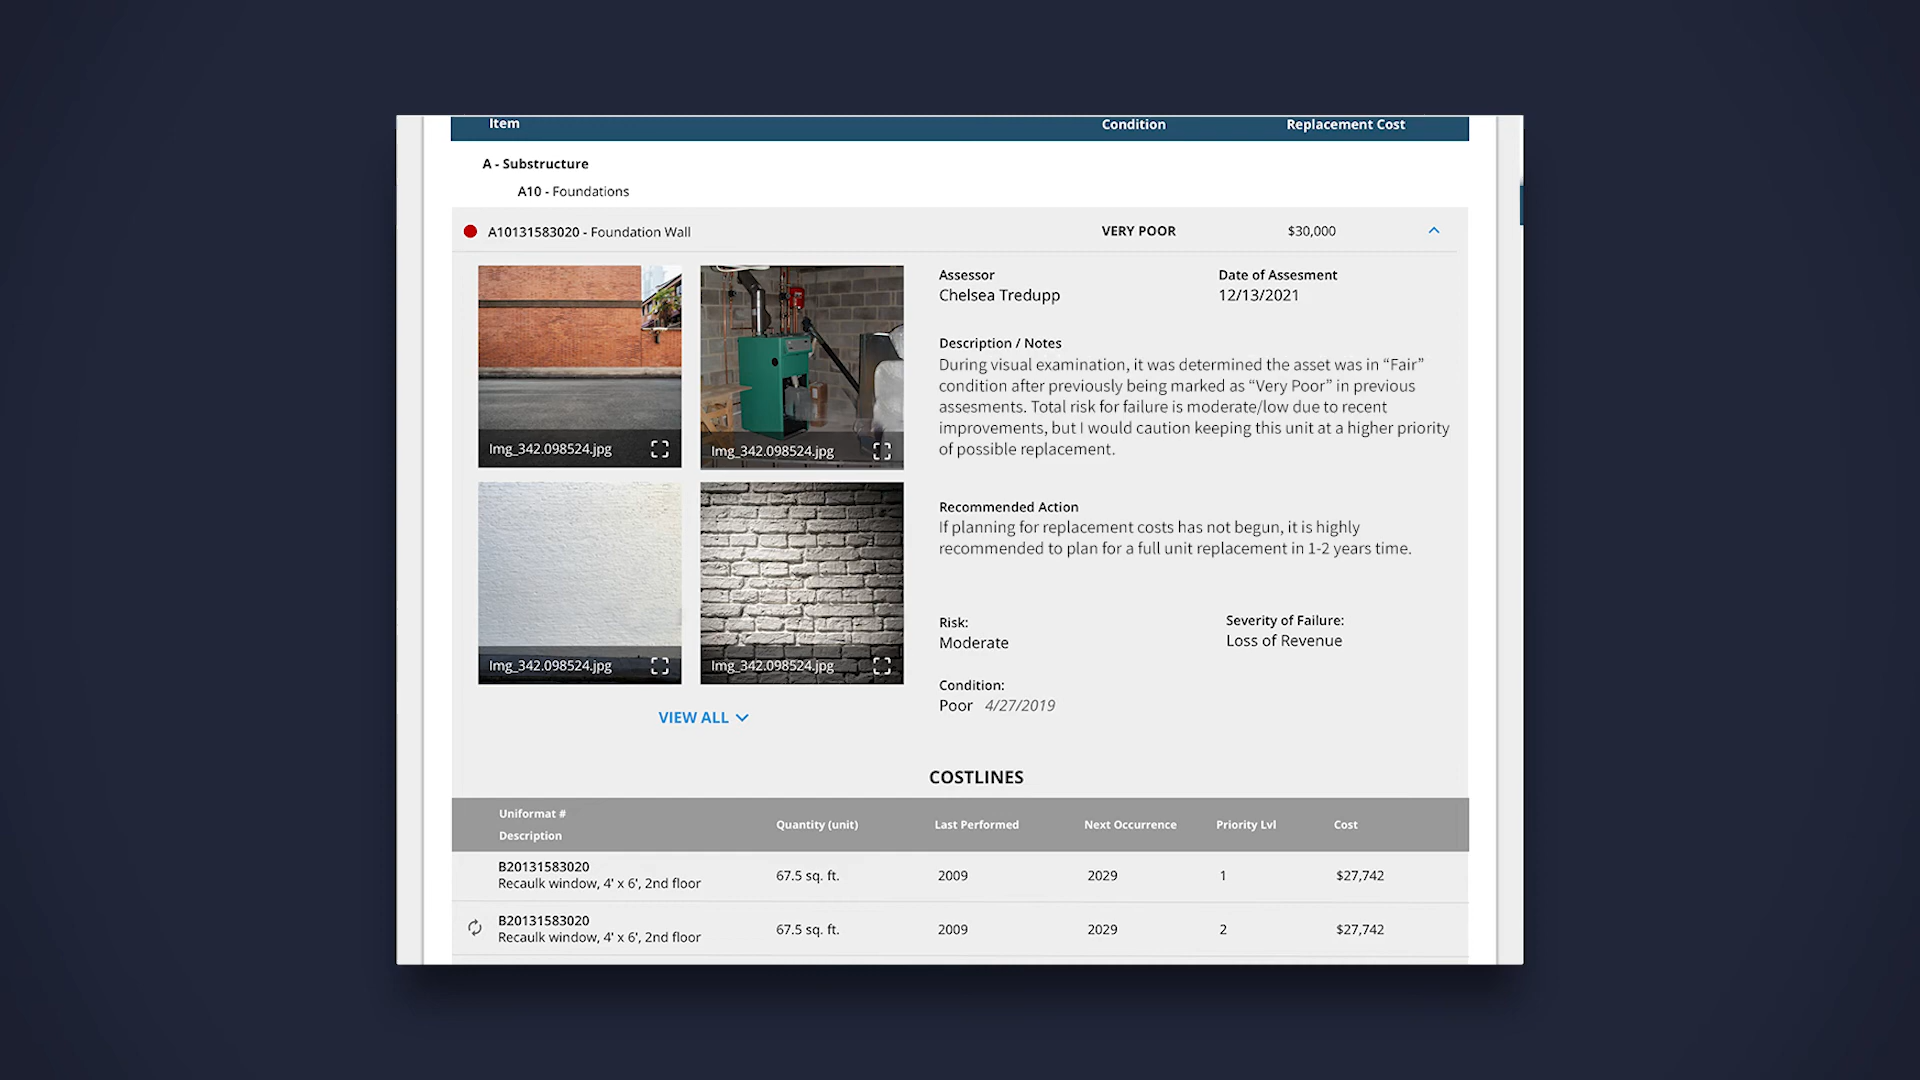 Item Condition Replacement Cost
A - Substructure
A10 - Foundations
A10131583020 - Foundation Wall VERY POOR $30,000
Img_342.098524.jpg
Img_342.098524.jpg
Img_342.098524.jpg
Img_342.098524.jpg
VIEW ALL
Assessor
Chelsea Tredupp
Date of Assesment
12/13/2021
Description / Notes
During visual examination, it was determined the asset was in “Fair”
condition after previously being marked as “Very Poor” in previous
assesments. Total risk for failure is moderate/low due to recent
improvements, but I would caution keeping this unit at a higher priority
of possible replacement.
Recommended Action
If planning for replacement costs has not begun, it is highly
recommended to plan for a full unit replacement in 1-2 years time.
Risk:
Moderate
Severity of Failure:
Loss of Revenue
Condition:
Poor 4/27/2019
COSTLINES
Uniformat #
Description
Quantity (unit) Last Performed Next Occurrence Priority Lvl Cost
B20131583020
Recaulk window, 4' x 6', 2nd floor
67.5 sq. ft. 2009 2029 1 $27,742
B20131583020
Recaulk window, 4' x 6', 2nd floor
67.5 sq. ft. 2009 2029 2 $27,742